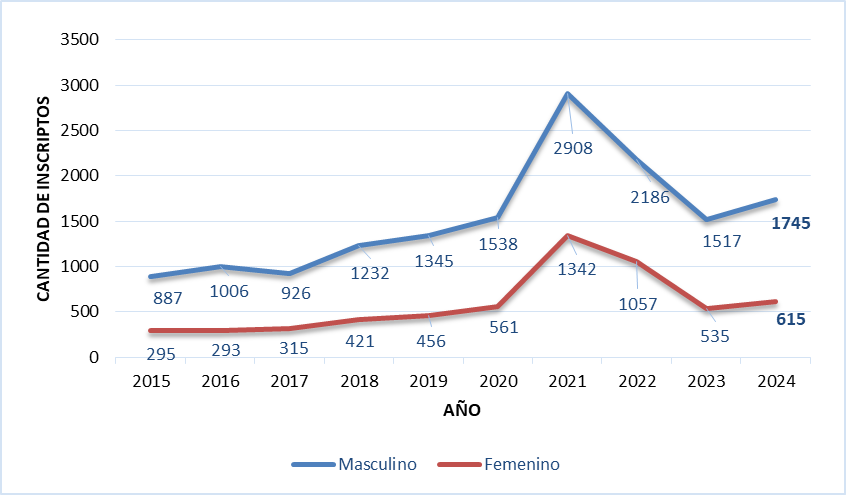 3500
3000
2500
2000
1500
1000
500
0
CANTIDAD DE INSCRIPTOS
887 1006 926 1232 1345 1538 2908 2186 1517 1745
295 293 315 421 456 561 1342 1057 535 615
2015 2016 2017 2018 2019 2020 2021 2022 2023 2024
AÑO
Masculino Femenino